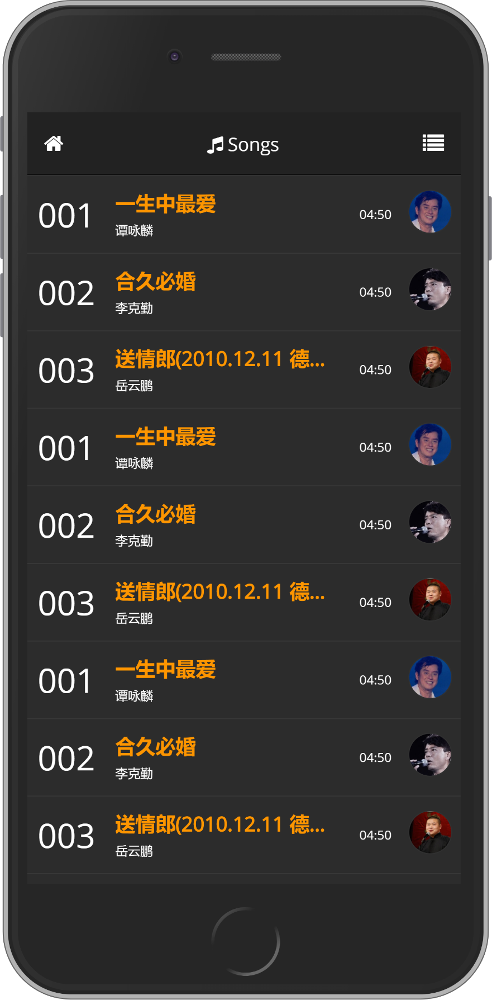 Songs
001
一生中最爱
谭咏麟
04:50
002
合久必婚
李克勤
04:50
003
送情郎(2010.12.11 德...
岳云鹏
04:50
001
一生中最爱
谭咏麟
04:50
002
合久必婚
李克勤
04:50
003
送情郎(2010.12.11 德...
岳云鹏
04:50
001
一生中最爱
谭咏麟
04:50
002
合久必婚
李克勤
04:50
003
送情郎(2010.12.11 德...
岳云鹏
04:50